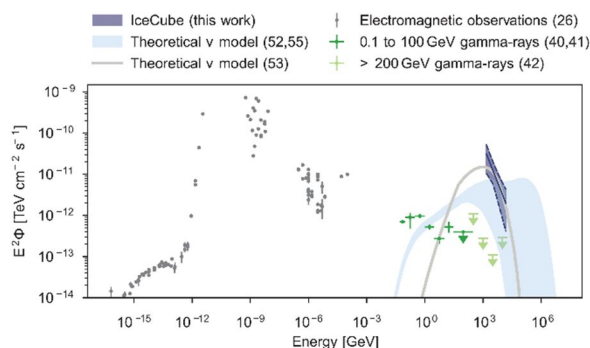 IceCube (this work)
Theoretical ν model (52,55)
Theoretical ν model (53)
Electromagnetic observations (26)
0.1 to 100 GeV gamma-rays (40,41)
> 200 GeV gamma-rays (42)
E²Φ [TeV cm⁻² s⁻¹]
10⁻⁹
10⁻¹⁰
10⁻¹¹
10⁻¹²
10⁻¹³
10⁻¹⁴
10⁻¹⁵ 10⁻¹² 10⁻⁹ 10⁻⁶ 10⁻³ 10⁰ 10³ 10⁶
Energy [GeV]